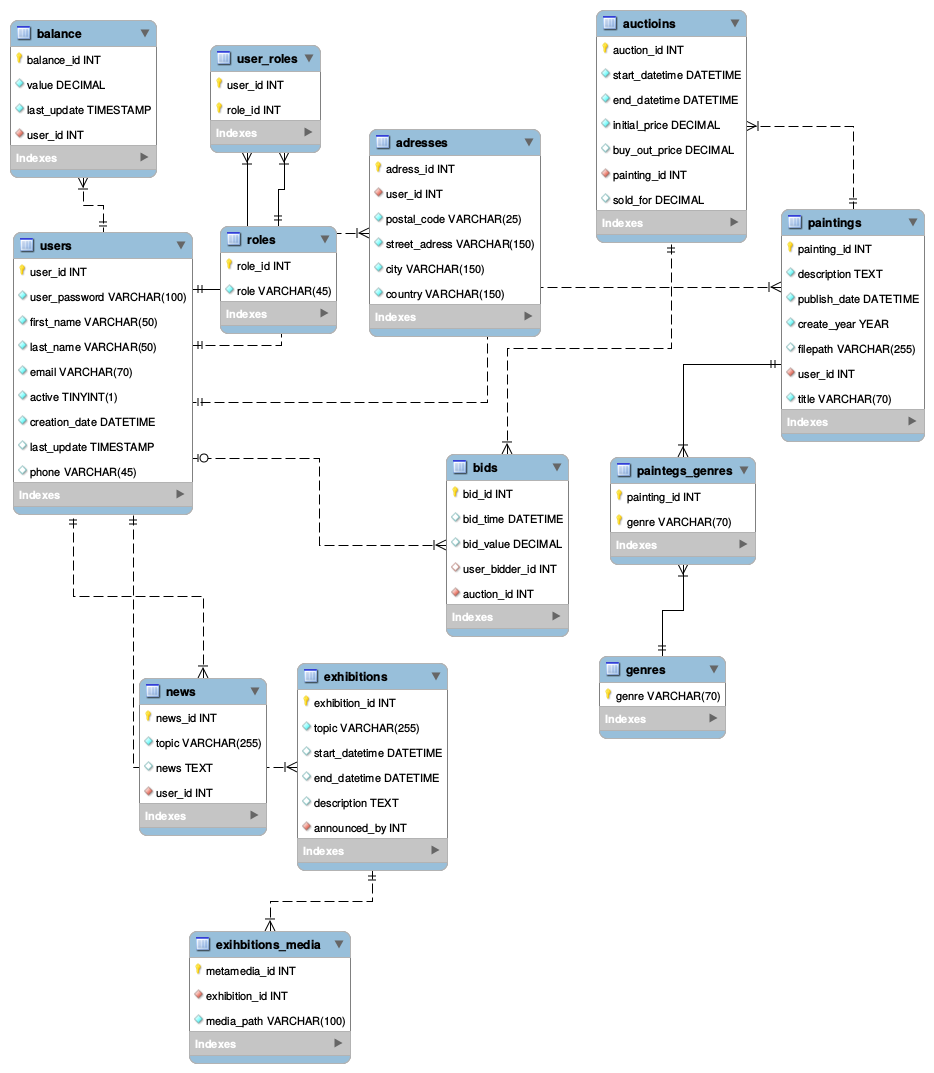 balance
balance_id INT
value DECIMAL
last_update TIMESTAMP
user_id INT
Indexes
user_roles
user_id INT
role_id INT
Indexes
auctioins
auction_id INT
start_datetime DATETIME
end_datetime DATETIME
initial_price DECIMAL
buy_out_price DECIMAL
painting_id INT
sold_for DECIMAL
Indexes
adresses
adress_id INT
user_id INT
postal_code VARCHAR(25)
street_adress VARCHAR(150)
city VARCHAR(150)
country VARCHAR(150)
Indexes
paintings
painting_id INT
description TEXT
publish_date DATETIME
create_year YEAR
filepath VARCHAR(255)
user_id INT
title VARCHAR(70)
Indexes
users
user_id INT
user_password VARCHAR(100)
first_name VARCHAR(50)
last_name VARCHAR(50)
email VARCHAR(70)
active TINYINT(1)
creation_date DATETIME
last_update TIMESTAMP
phone VARCHAR(45)
Indexes
roles
role_id INT
role VARCHAR(45)
Indexes
bids
bid_id INT
bid_time DATETIME
bid_value DECIMAL
user_bidder_id INT
auction_id INT
Indexes
paintegs_genres
painting_id INT
genre VARCHAR(70)
Indexes
genres
genre VARCHAR(70)
Indexes
news
news_id INT
topic VARCHAR(255)
news TEXT
user_id INT
Indexes
exhibitions
exhibition_id INT
topic VARCHAR(255)
start_datetime DATETIME
end_datetime DATETIME
description TEXT
announced_by INT
Indexes
exihbitions_media
metamedia_id INT
exhibition_id INT
media_path VARCHAR(100)
Indexes